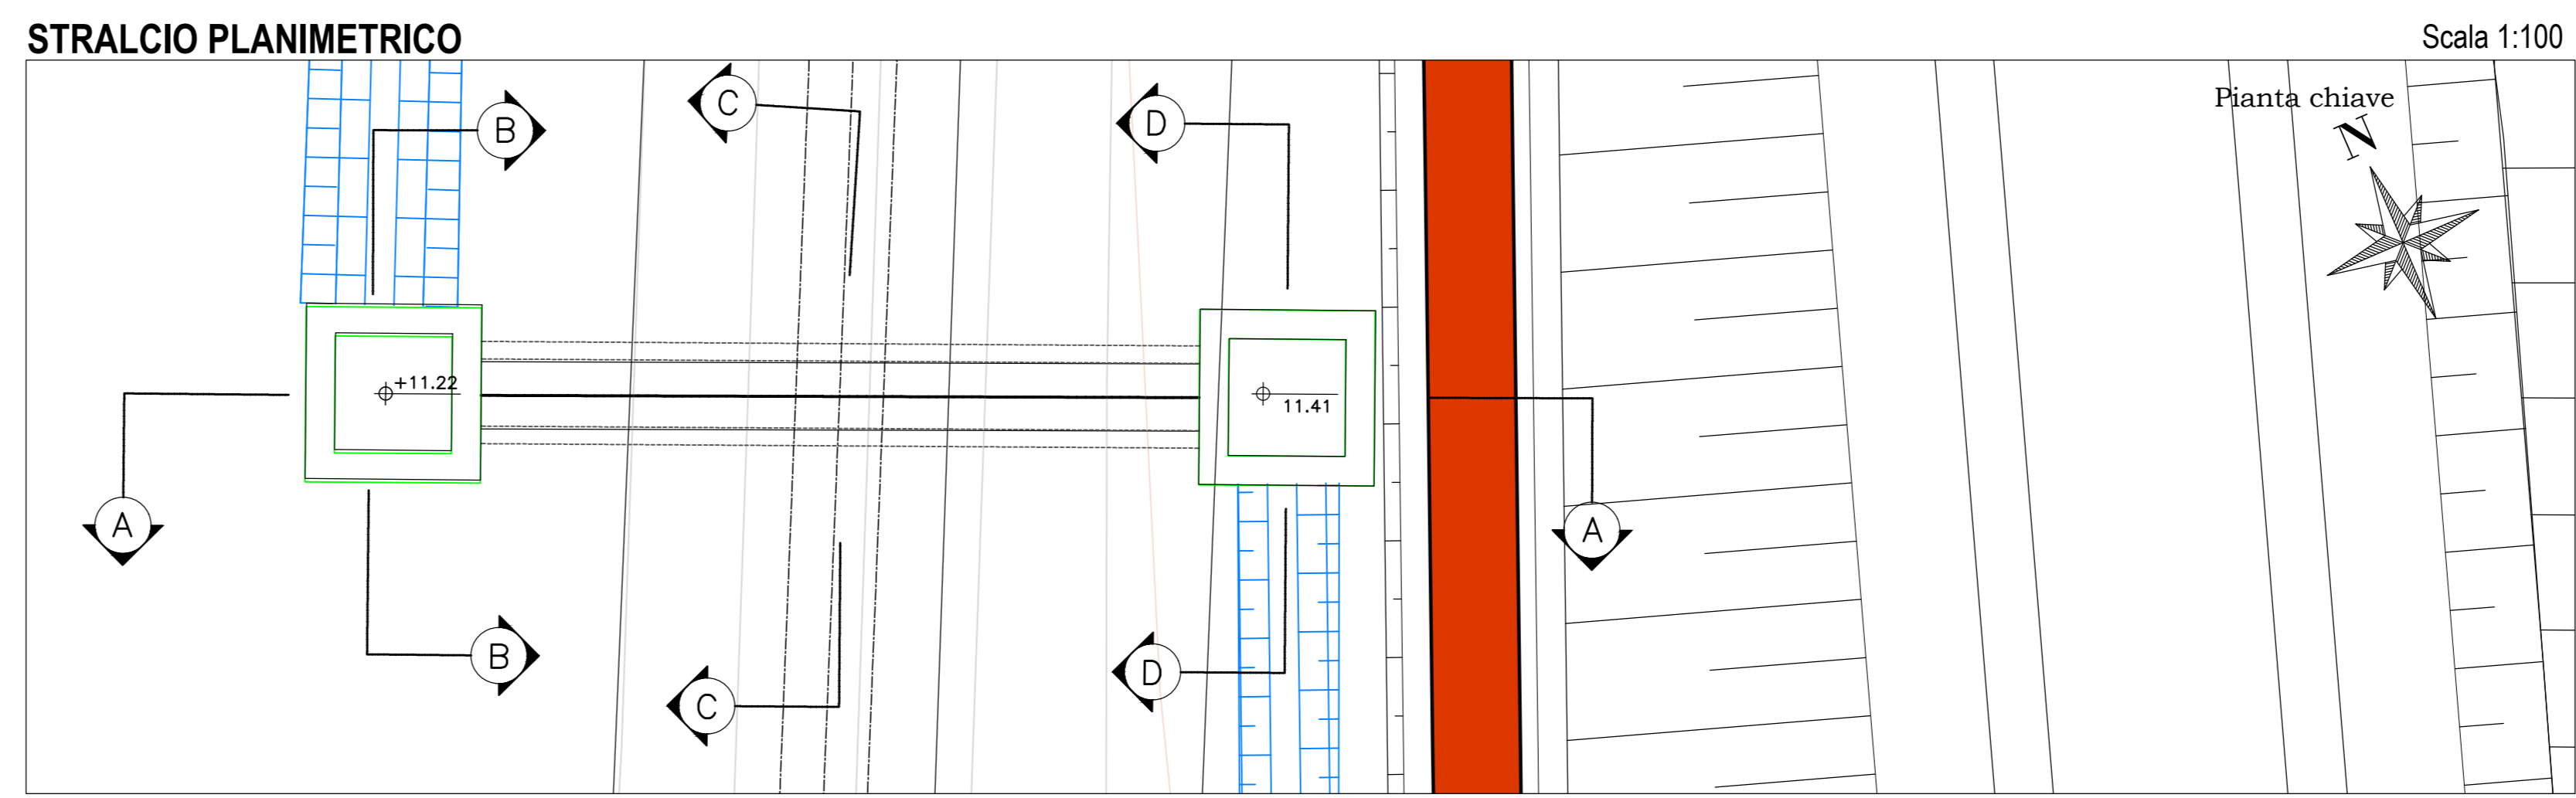 STRALCIO PLANIMETRICO
Scala 1:100
Pianta chiave
N
C
D
B
+11.22
11.41
A
A
B
D
C